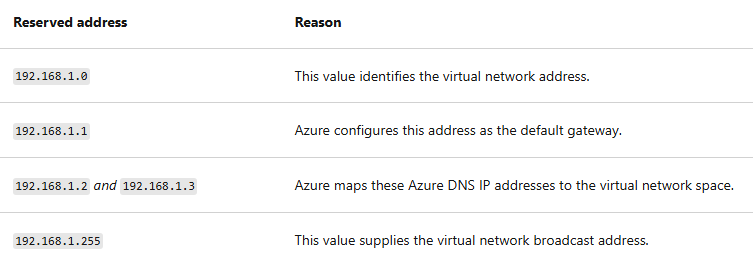 Reserved address Reason
192.168.1.0 This value identifies the virtual network address.
192.168.1.1 Azure configures this address as the default gateway.
192.168.1.2 and 192.168.1.3 Azure maps these Azure DNS IP addresses to the virtual network space.
192.168.1.255 This value supplies the virtual network broadcast address.